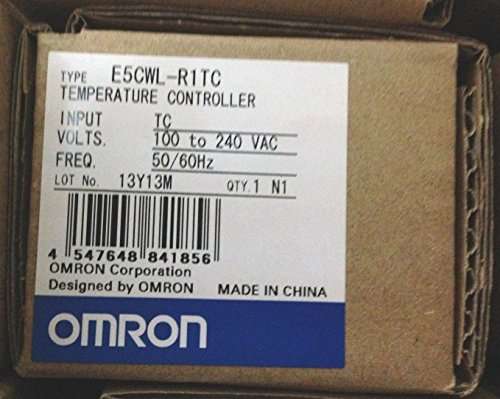 TYPE E5CWL-R1TC
TEMPERATURE CONTROLLER
INPUT TC
VOLTS. 100 to 240 VAC
FREQ. 50/60Hz
LOT No. 13Y13M QTY.1 N1
4 547648 841856
OMRON Corporation
Designed by OMRON MADE IN CHINA
OMRON